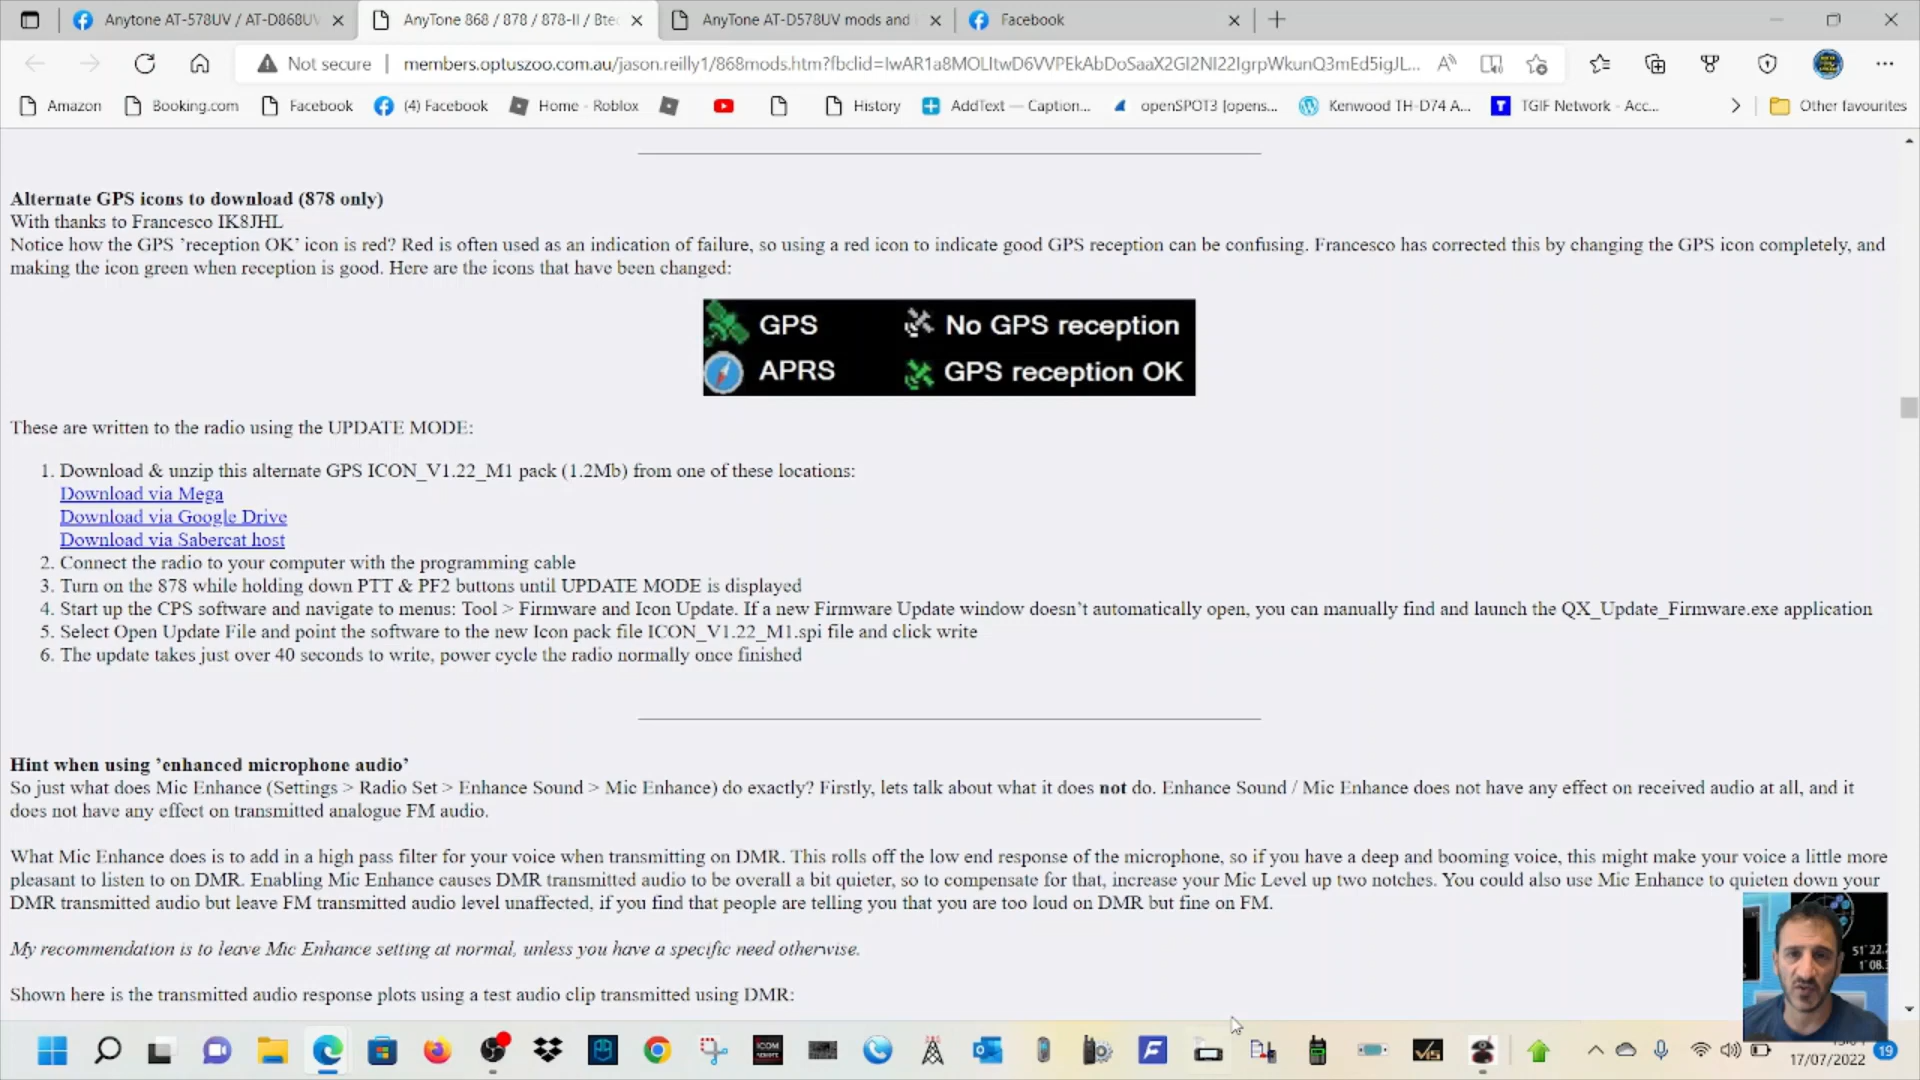 Anytone AT-578UV / AT-D868UV
AnyTone 868 / 878 / 878-II / Btec
AnyTone AT-D578UV mods and
Facebook
Not secure
members.optuszoo.com.au/jason.reilly1/868mods.htm?fbclid=IwAR1a8MOLItwD6VVPEkAbDoSaaX2GI2NI22IgrpWkunQ3mEd5igJL...
Amazon
Booking.com
Facebook
(4) Facebook
Home - Roblox
History
AddText — Caption...
openSPOT3 [opens...
Kenwood TH-D74 A...
TGIF Network - Acc...
Other favourites
Alternate GPS icons to download (878 only)
With thanks to Francesco IK8JHL
Notice how the GPS 'reception OK' icon is red? Red is often used as an indication of failure, so using a red icon to indicate good GPS reception can be confusing. Francesco has corrected this by changing the GPS icon completely, and
making the icon green when reception is good. Here are the icons that have been changed:
GPS
No GPS reception
APRS
GPS reception OK
These are written to the radio using the UPDATE MODE:
1. Download & unzip this alternate GPS ICON_V1.22_M1 pack (1.2Mb) from one of these locations:
Download via Mega
Download via Google Drive
Download via Sabercat host
2. Connect the radio to your computer with the programming cable
3. Turn on the 878 while holding down PTT & PF2 buttons until UPDATE MODE is displayed
4. Start up the CPS software and navigate to menus: Tool > Firmware and Icon Update. If a new Firmware Update window doesn't automatically open, you can manually find and launch the QX_Update_Firmware.exe application
5. Select Open Update File and point the software to the new Icon pack file ICON_V1.22_M1.spi file and click write
6. The update takes just over 40 seconds to write, power cycle the radio normally once finished
Hint when using 'enhanced microphone audio'
So just what does Mic Enhance (Settings > Radio Set > Enhance Sound > Mic Enhance) do exactly? Firstly, lets talk about what it does not do. Enhance Sound / Mic Enhance does not have any effect on received audio at all, and it
does not have any effect on transmitted analogue FM audio.
What Mic Enhance does is to add in a high pass filter for your voice when transmitting on DMR. This rolls off the low end response of the microphone, so if you have a deep and booming voice, this might make your voice a little more
pleasant to listen to on DMR. Enabling Mic Enhance causes DMR transmitted audio to be overall a bit quieter, so to compensate for that, increase your Mic Level up two notches. You could also use Mic Enhance to quieten down your
DMR transmitted audio but leave FM transmitted audio level unaffected, if you find that people are telling you that you are too loud on DMR but fine on FM.
My recommendation is to leave Mic Enhance setting at normal, unless you have a specific need otherwise.
Shown here is the transmitted audio response plots using a test audio clip transmitted using DMR:
51°22.
1°08.
17/07/2022
19